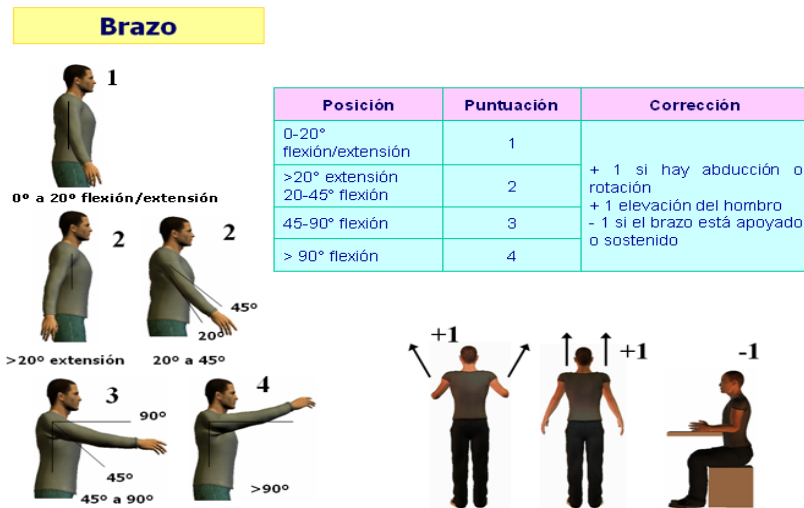 Brazo
1
0º a 20º flexión/extensión
2
2
45º
20º
>20º extensión
20º a 45º
3
4
90º
45º
45º a 90º
>90º
Posición Puntuación Corrección
0-20°
flexión/extensión
1
>20° extensión
20-45° flexión
2
45-90° flexión
3
> 90° flexión
4
+ 1 si hay abducción o
rotación
+ 1 elevación del hombro
- 1 si el brazo está apoyado
o sostenido
+1
+1
-1